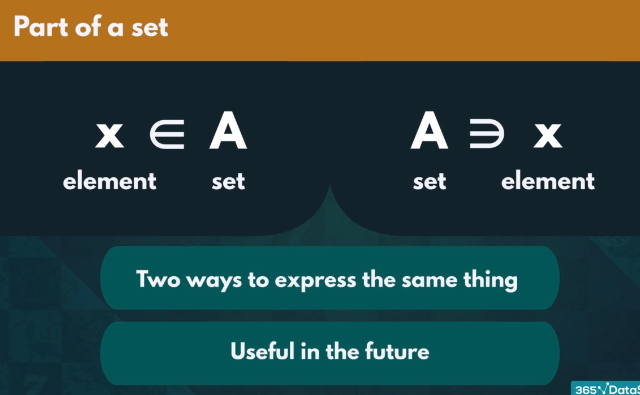 Part of a set
x ∈ A
element set
A ∋ x
set element
Two ways to express the same thing
Useful in the future
365√DataS